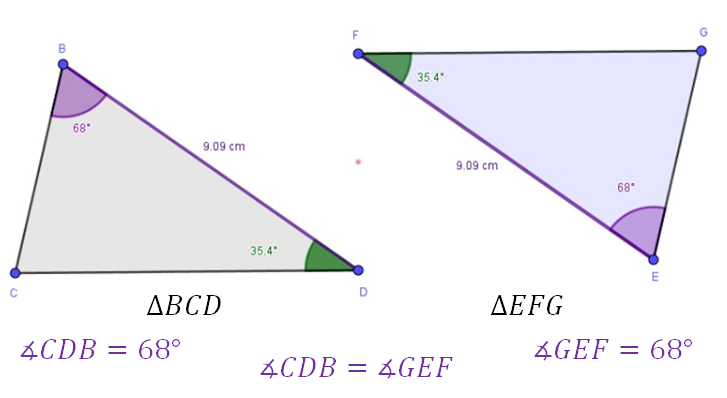 F
G
B
35.4°
68°
9.09 cm
9.09 cm
68°
35.4°
C
D
E
ΔBCD
ΔEFG
∡CDB = 68°
∡GEF = 68°
∡CDB = ∡GEF